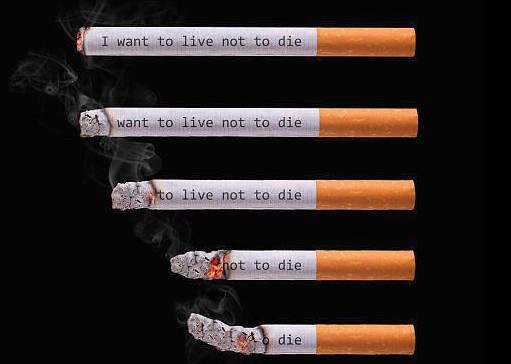 I want to live not to die
want to live not to die
to live not to die
not to die
o die